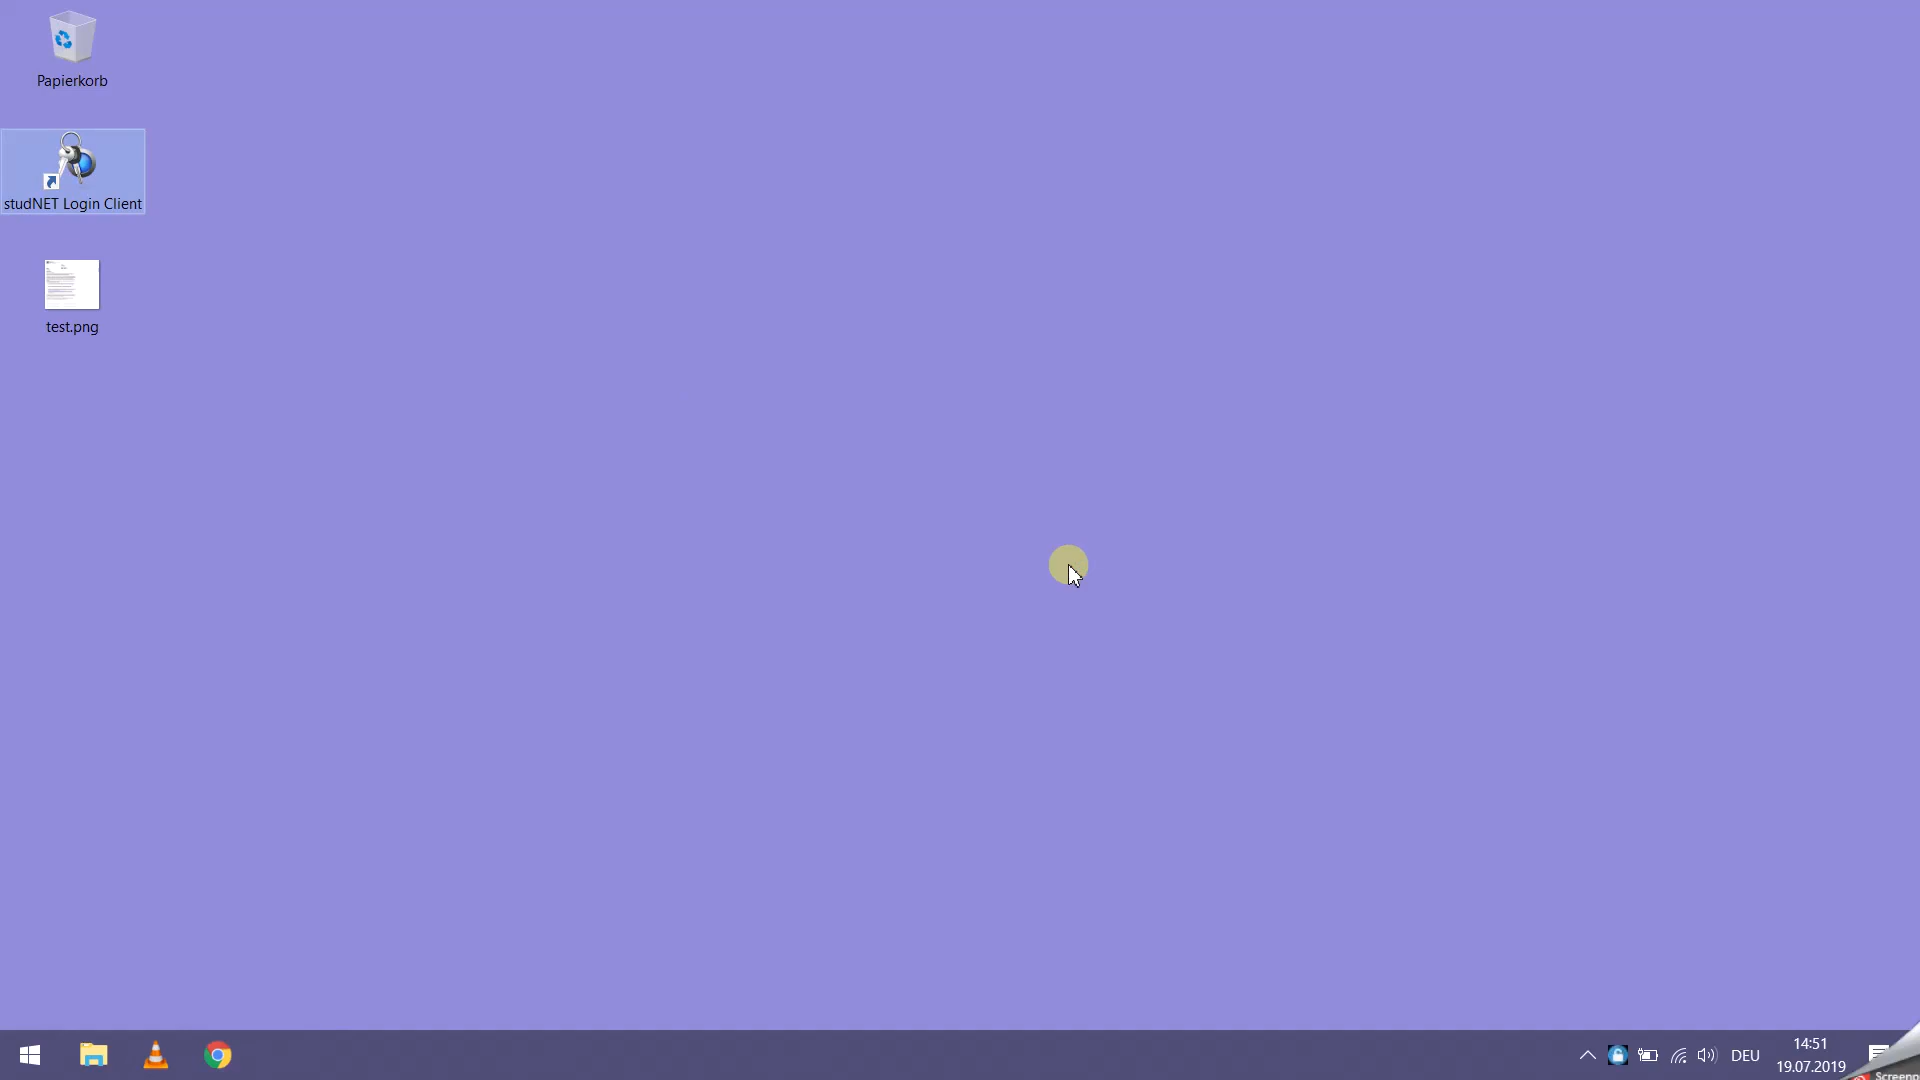 Papierkorb
studNET Login Client
test.png
DEU
14:51
19.07.2019